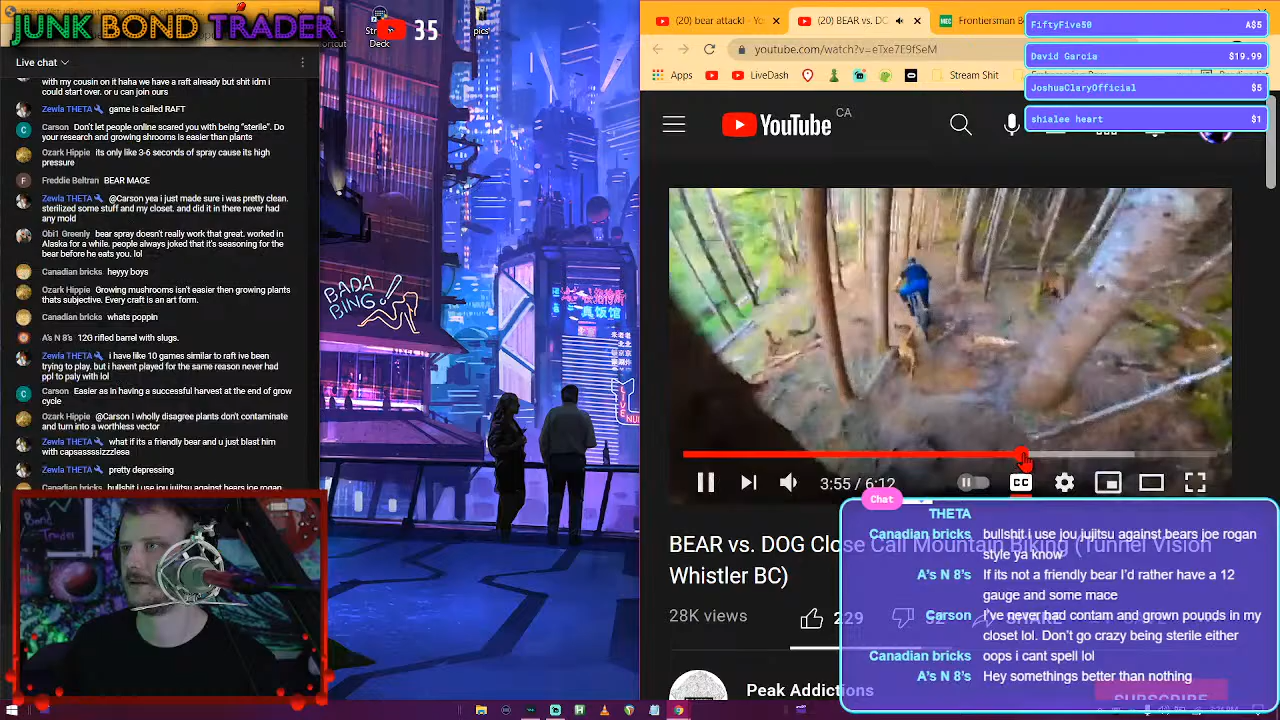 JUNK BOND TRADER
35
Live chat
with my cousin on it haha we have a raft already but shit idm i
could start over. or u can join ours
Zewla THETA game is called RAFT
Carson Don't let people online scared you with being "sterile". Do
your research and growing shrooms is easier than plants
Ozark Hippie its only like 3-6 seconds of spray cause its high
pressure
Freddie Beltran BEAR MACE
Zewla THETA @Carson yea i just made sure i was pretty clean.
sterilized some stuff and my closet. and did it in there never had
any mold
Obi1 Greenly bear spray doesn't really work that great. worked in
Alaska for a while. people always joked that it's seasoning for the
bear before he eats you. lol
Canadian bricks heyyy boys
Ozark Hippie Growing mushrooms isn't easier then growing plants
thats subjective. Every craft is an art form.
Canadian bricks whats poppin
A's N 8's 12G rifled barrel with slugs.
Zewla THETA i have like 10 games similar to raft ive been
trying to play. but i havent played for the same reason never had
ppl to paly with lol
Carson Easier as in having a successful harvest at the end of grow
cycle
Ozark Hippie @Carson I wholly disagree plants don't contaminate
and turn into a worthless vector
Zewla THETA what if its a friendly bear and u just blast him
Zewla THETA pretty depressing
Canadian bricks bullshit i use jou jujitsu against bears joe rogan
BADA
BING
(20) bear attack! - Yo
(20) BEAR vs. DO
Frontiersman B
youtube.com/watch?v=eTxe7E9fSeM
Apps
LiveDash
Stream Shit
FiftyFive50 A$5
David Garcia $19.99
JoshuaClaryOfficial $5
shialee heart $1
YouTube CA
3:55 / 6:12
CC
BEAR vs. DOG Close Call Mountain Biking (Tunnel Vision
Whistler BC)
28K views
229
Peak Addictions
SUBSCRIBE
Chat
THETA
Canadian bricks bullshit i use jou jujitsu against bears joe rogan
style ya know
A's N 8's If its not a friendly bear I'd rather have a 12
gauge and some mace
Carson I've never had contam and grown pounds in my
closet lol. Don't go crazy being sterile either
Canadian bricks oops i cant spell lol
A's N 8's Hey somethings better than nothing